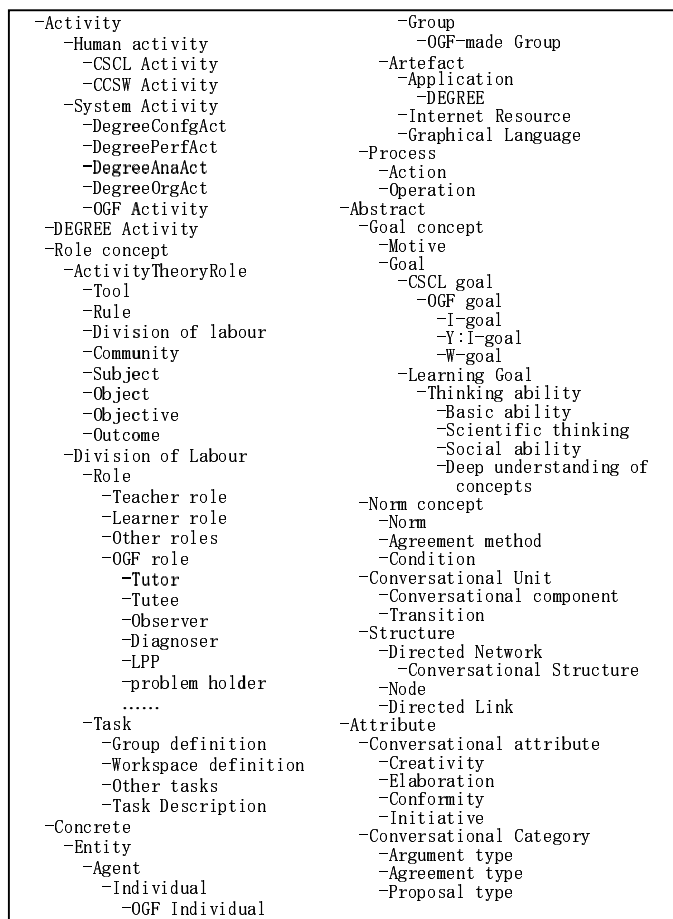 -Activity
-Human activity
-CSCL Activity
-CCSW Activity
-System Activity
-DegreeConfgAct
-DegreePerfAct
-DegreeAnaAct
-DegreeOrgAct
-OGF Activity
-DEGREE Activity
-Role concept
-ActivityTheoryRole
-Tool
-Rule
-Division of labour
-Community
-Subject
-Object
-Objective
-Outcome
-Division of Labour
-Role
-Teacher role
-Learner role
-Other roles
-OGF role
-Tutor
-Tutee
-Observer
-Diagnoser
-LPP
-problem holder
......
-Task
-Group definition
-Workspace definition
-Other tasks
-Task Description
-Concrete
-Entity
-Agent
-Individual
-OGF Individual
-Group
-OGF-made Group
-Artefact
-Application
-DEGREE
-Internet Resource
-Graphical Language
-Process
-Action
-Operation
-Abstract
-Goal concept
-Motive
-Goal
-CSCL goal
-OGF goal
-I-goal
-Y:I-goal
-W-goal
-Learning Goal
-Thinking ability
-Basic ability
-Scientific thinking
-Social ability
-Deep understanding of
concepts
-Norm concept
-Norm
-Agreement method
-Condition
-Conversational Unit
-Conversational component
-Transition
-Structure
-Directed Network
-Conversational Structure
-Node
-Directed Link
-Attribute
-Conversational attribute
-Creativity
-Elaboration
-Conformity
-Initiative
-Conversational Category
-Argument type
-Agreement type
-Proposal type